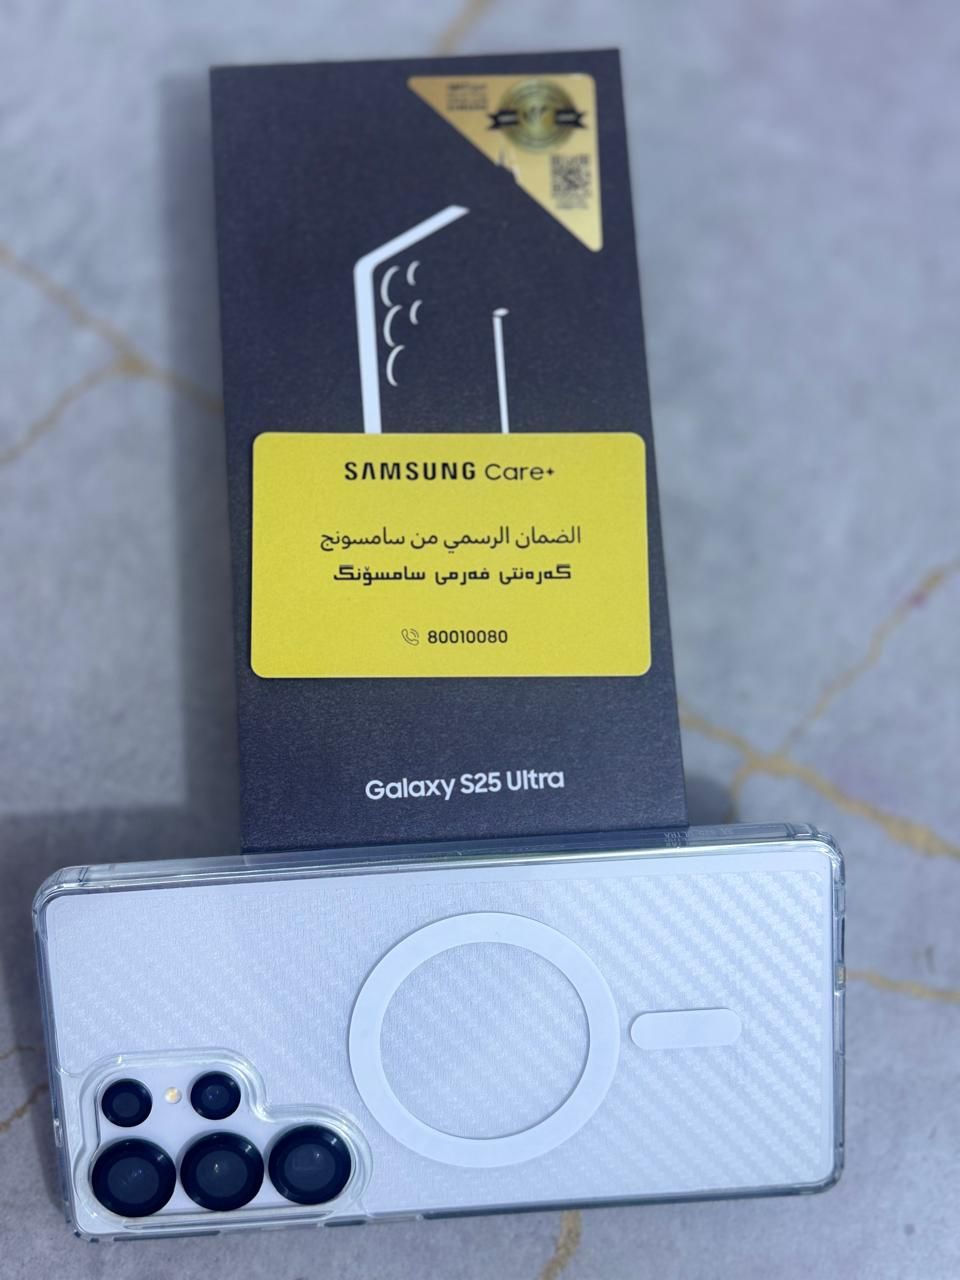 SAMSUNG Care+
الضمان الرسمي من سامسونج
گەرەنتی فەرمی سامسۆنگ
80010080
Galaxy S25 Ultra